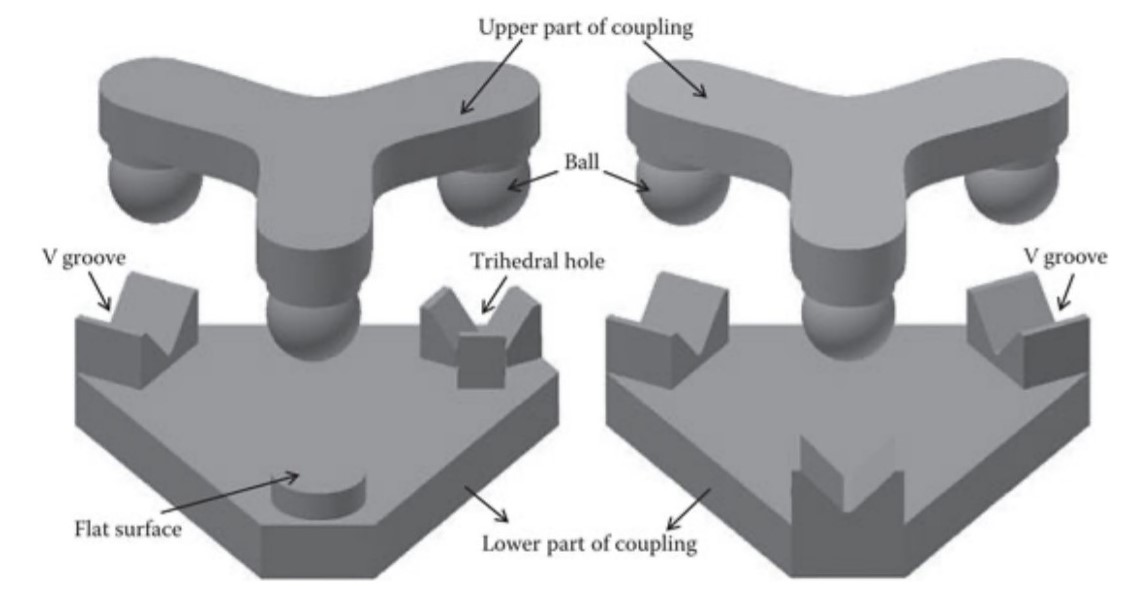 Upper part of coupling
Ball
V groove
Trihedral hole
V groove
Flat surface
Lower part of coupling